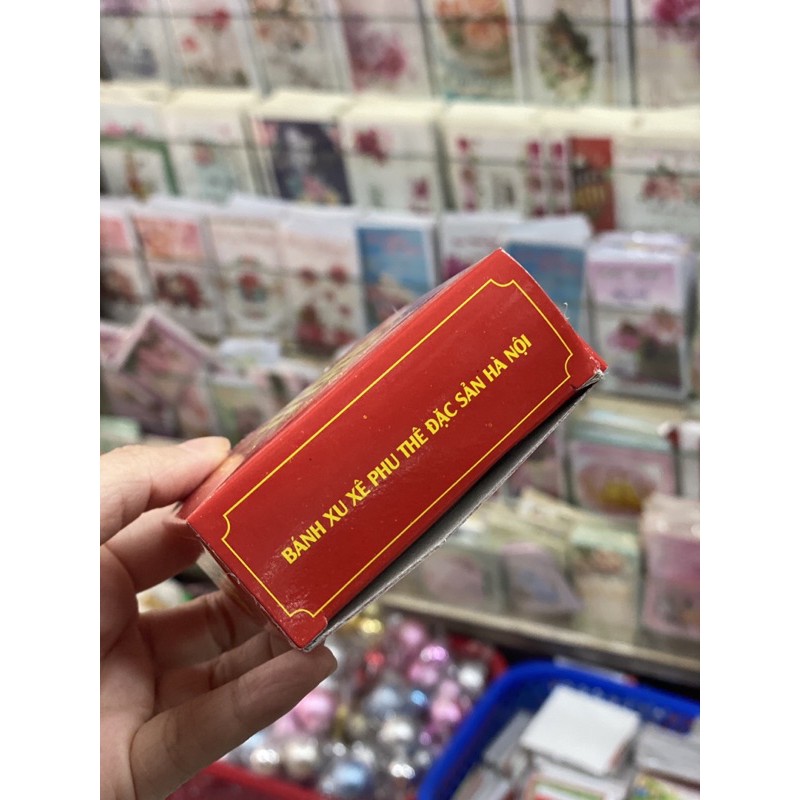 BÁNH XU XÊ PHU THÊ ĐẶC SẢN HÀ NỘI